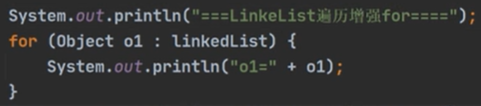 System.out.println("===LinkeList遍历增强for====");
for (Object o1 : linkedList) {
System.out.println("o1=" + o1);
}